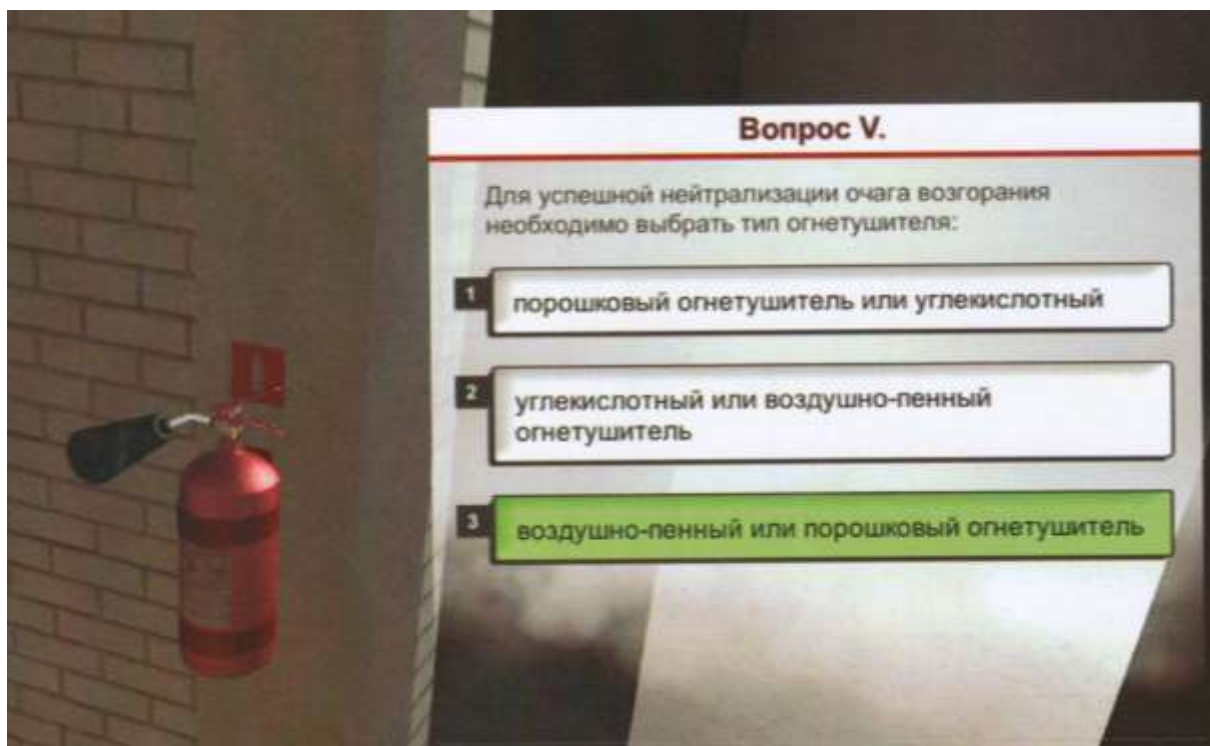 Вопрос V.
Для успешной нейтрализации очага возгорания
необходимо выбрать тип огнетушителя:
1
порошковый огнетушитель или углекислотный
2
углекислотный или воздушно-пенный
огнетушитель
3
воздушно-пенный или порошковый огнетушитель